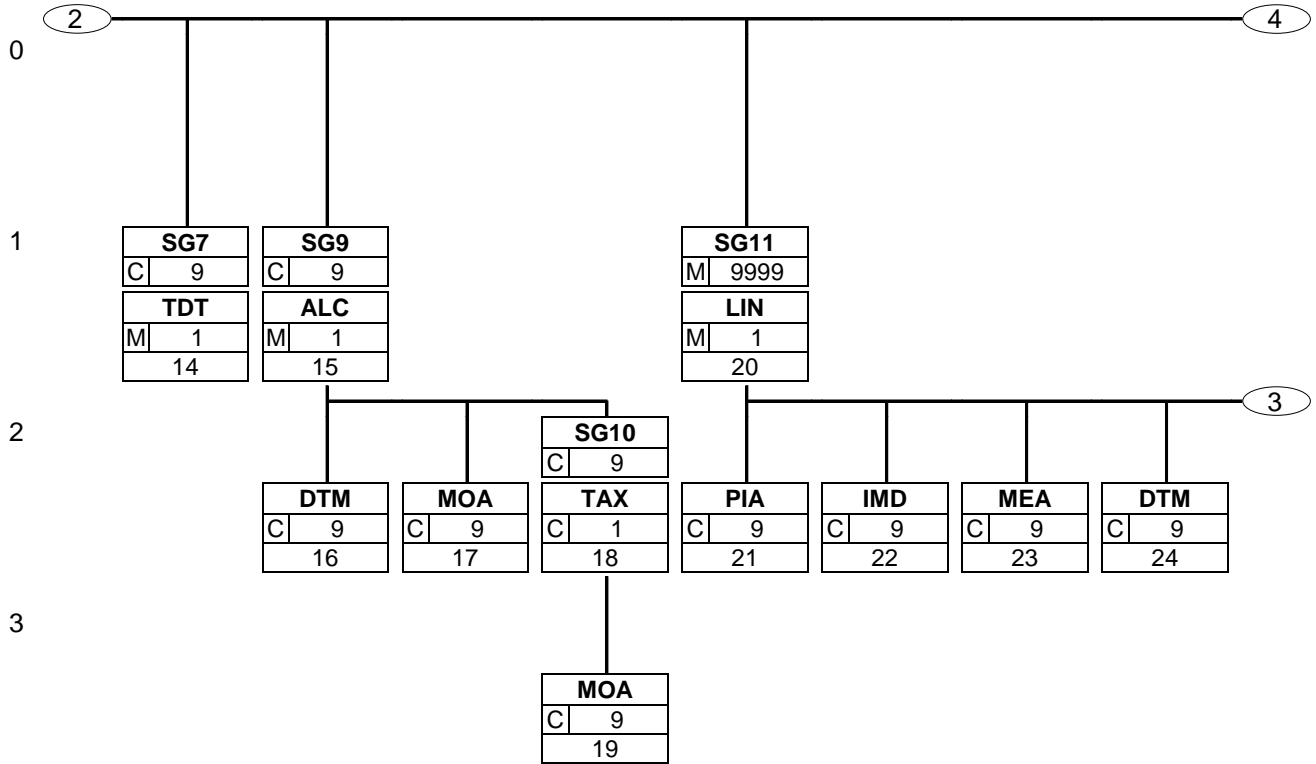 2 4
0
1
SG7 SG9 SG11
C 9 C 9 M 9999
TDT ALC LIN
M 1 M 1 M 1
14 15 20
3
2
SG10
C 9
DTM MOA TAX PIA IMD MEA DTM
C 9 C 9 C 1 C 9 C 9 C 9 C 9
16 17 18 21 22 23 24
3
MOA
C 9
19